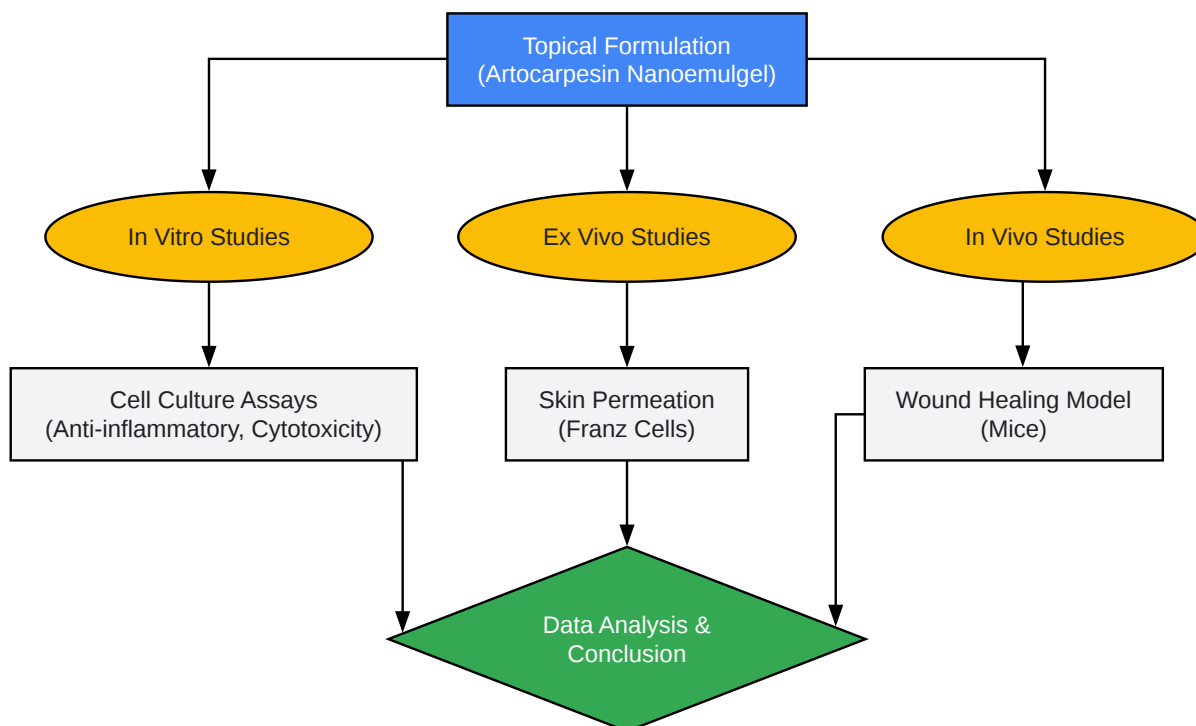 Topical Formulation
(Artocarpesin Nanoemulgel)
In Vitro Studies
Ex Vivo Studies
In Vivo Studies
Cell Culture Assays
(Anti-inflammatory, Cytotoxicity)
Skin Permeation
(Franz Cells)
Wound Healing Model
(Mice)
Data Analysis &
Conclusion